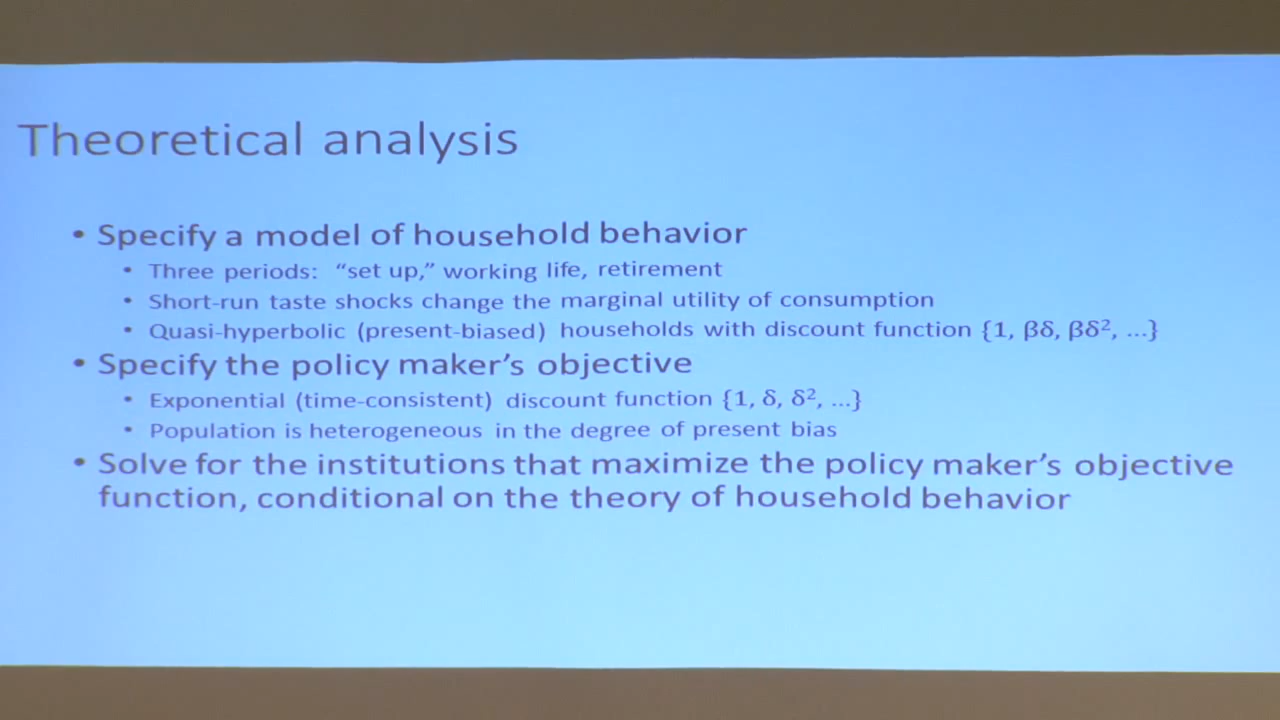 Theoretical analysis
• Specify a model of household behavior
• Three periods: “set up,” working life, retirement
• Short-run taste shocks change the marginal utility of consumption
• Quasi-hyperbolic (present-biased) households with discount function {1, βδ, βδ², ...}
• Specify the policy maker’s objective
• Exponential (time-consistent) discount function {1, δ, δ², ...}
• Population is heterogeneous in the degree of present bias
• Solve for the institutions that maximize the policy maker’s objective
function, conditional on the theory of household behavior